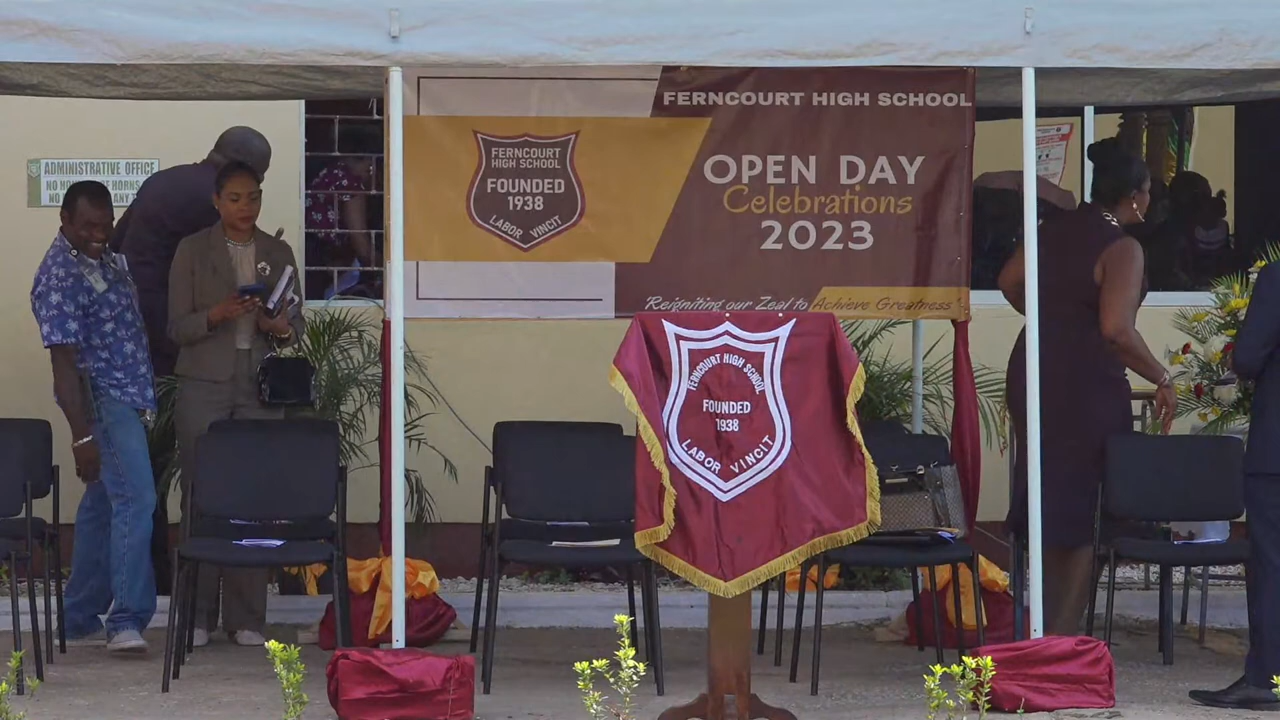 ADMINISTRATIVE OFFICE
FERNCOURT HIGH SCHOOL
FERNCOURT
HIGH SCHOOL
FOUNDED
1938
LABOR VINCIT
OPEN DAY
Celebrations
2023
"Reigniting our Zeal to Achieve Greatness"
FERNCOURT HIGH SCHOOL
FOUNDED
1938
LABOR VINCIT